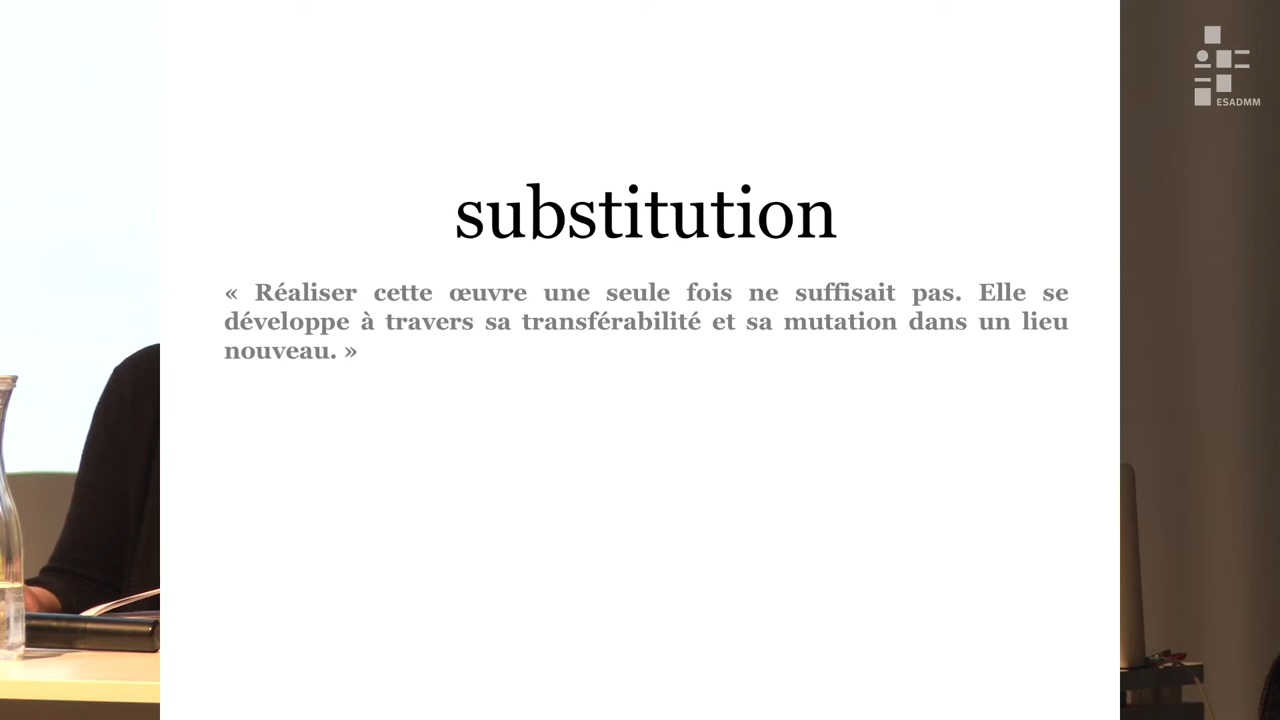 ESADMM
substitution
« Réaliser cette œuvre une seule fois ne suffisait pas. Elle se
développe à travers sa transférabilité et sa mutation dans un lieu
nouveau. »